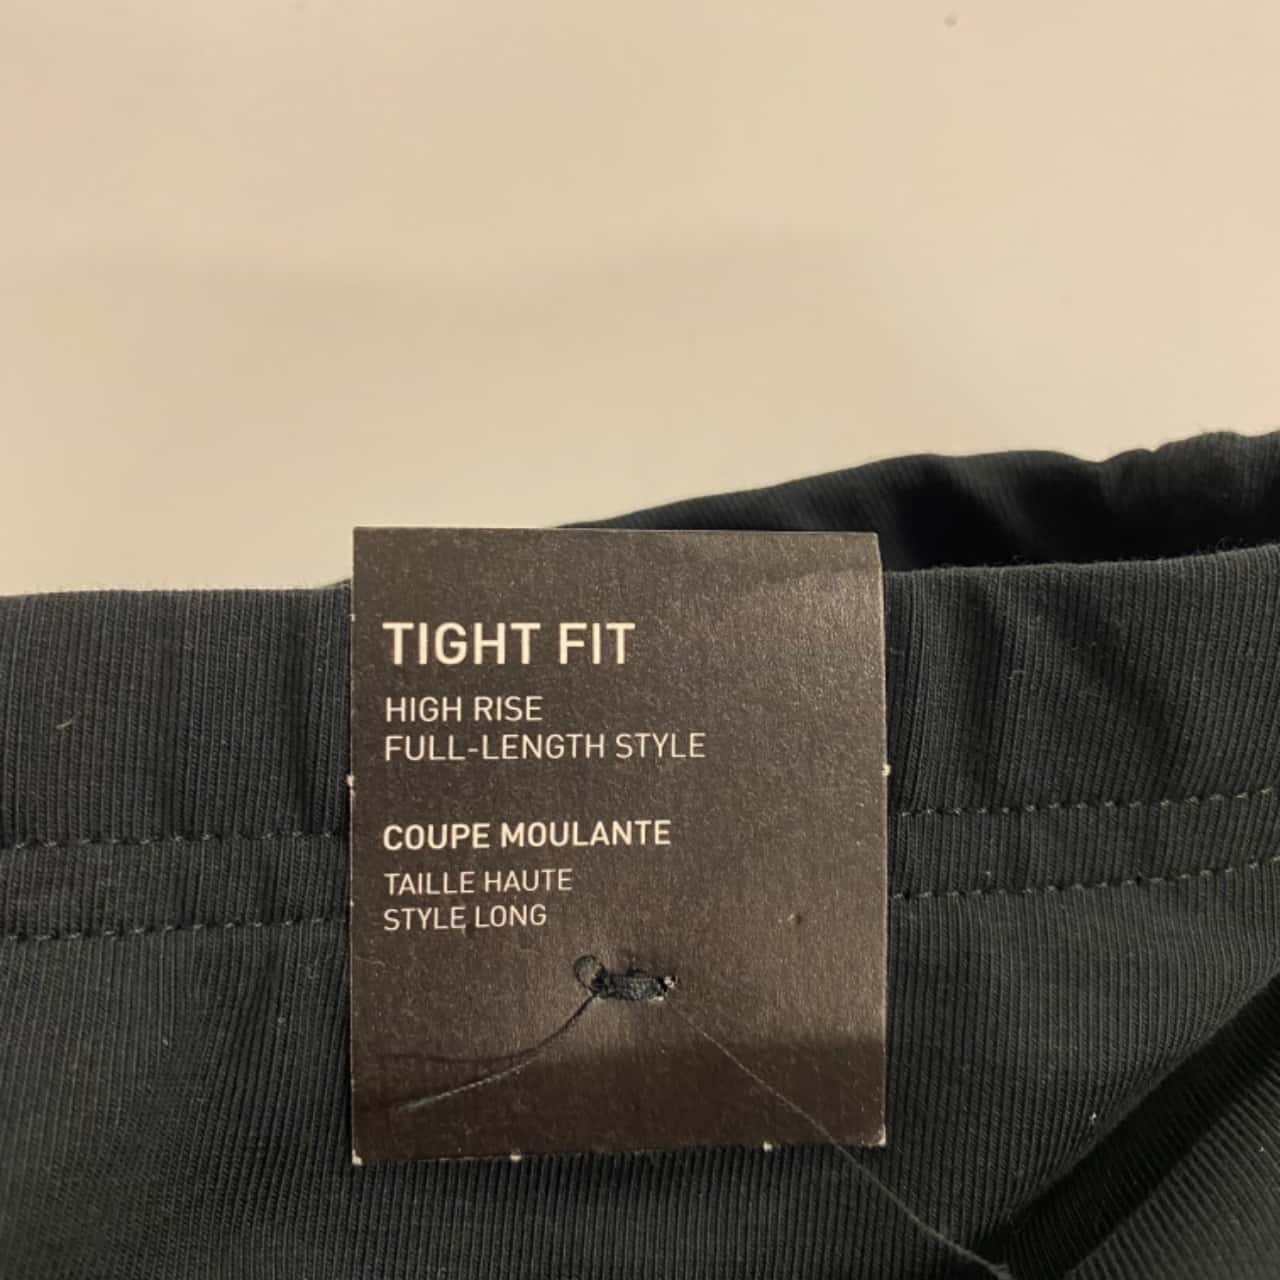 TIGHT FIT
HIGH RISE
FULL-LENGTH STYLE
COUPE MOULANTE
TAILLE HAUTE
STYLE LONG